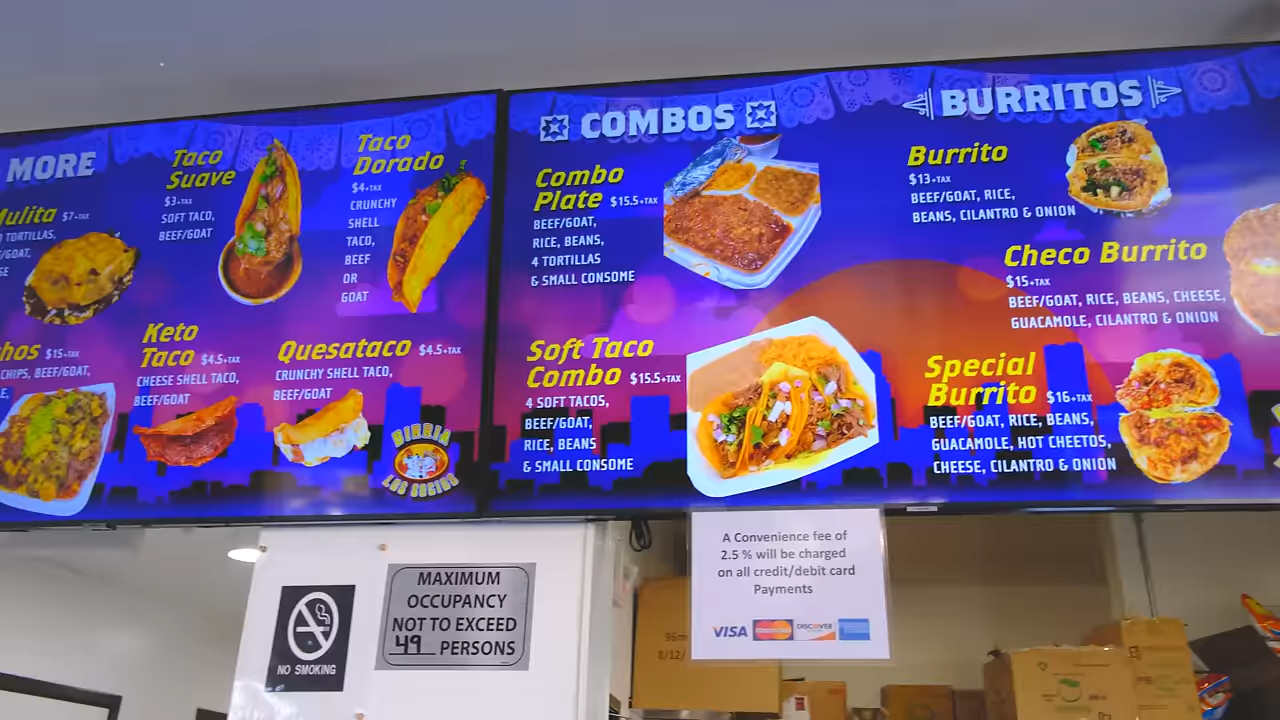 MORE
Mulita $7+TAX
TORTILLAS,
Taco
Suave
$3+TAX
SOFT TACO,
BEEF/GOAT
Taco
Dorado
$4+TAX
CRUNCHY
SHELL
TACO,
BEEF
OR
GOAT
$15+TAX
CHIPS, BEEF/GOAT,
Keto
Taco $4.5+TAX
CHEESE SHELL TACO,
BEEF/GOAT
Quesataco $4.5+TAX
CRUNCHY SHELL TACO,
BEEF/GOAT
BIRRIA
LOS SOCIOS
COMBOS
Combo
Plate $15.5+TAX
BEEF/GOAT,
RICE, BEANS,
4 TORTILLAS
& SMALL CONSOME
Soft Taco
Combo $15.5+TAX
4 SOFT TACOS,
BEEF/GOAT,
RICE, BEANS
& SMALL CONSOME
BURRITOS
Burrito
$13+TAX
BEEF/GOAT, RICE,
BEANS, CILANTRO & ONION
Checo Burrito
$15+TAX
BEEF/GOAT, RICE, BEANS, CHEESE,
GUACAMOLE, CILANTRO & ONION
Special
Burrito $16+TAX
BEEF/GOAT, RICE, BEANS,
GUACAMOLE, HOT CHEETOS,
CHEESE, CILANTRO & ONION
NO SMOKING
MAXIMUM
OCCUPANCY
NOT TO EXCEED
49 PERSONS
A Convenience fee of
2.5 % will be charged
on all credit/debit card
Payments
VISA MasterCard DISCOVER
8/12/